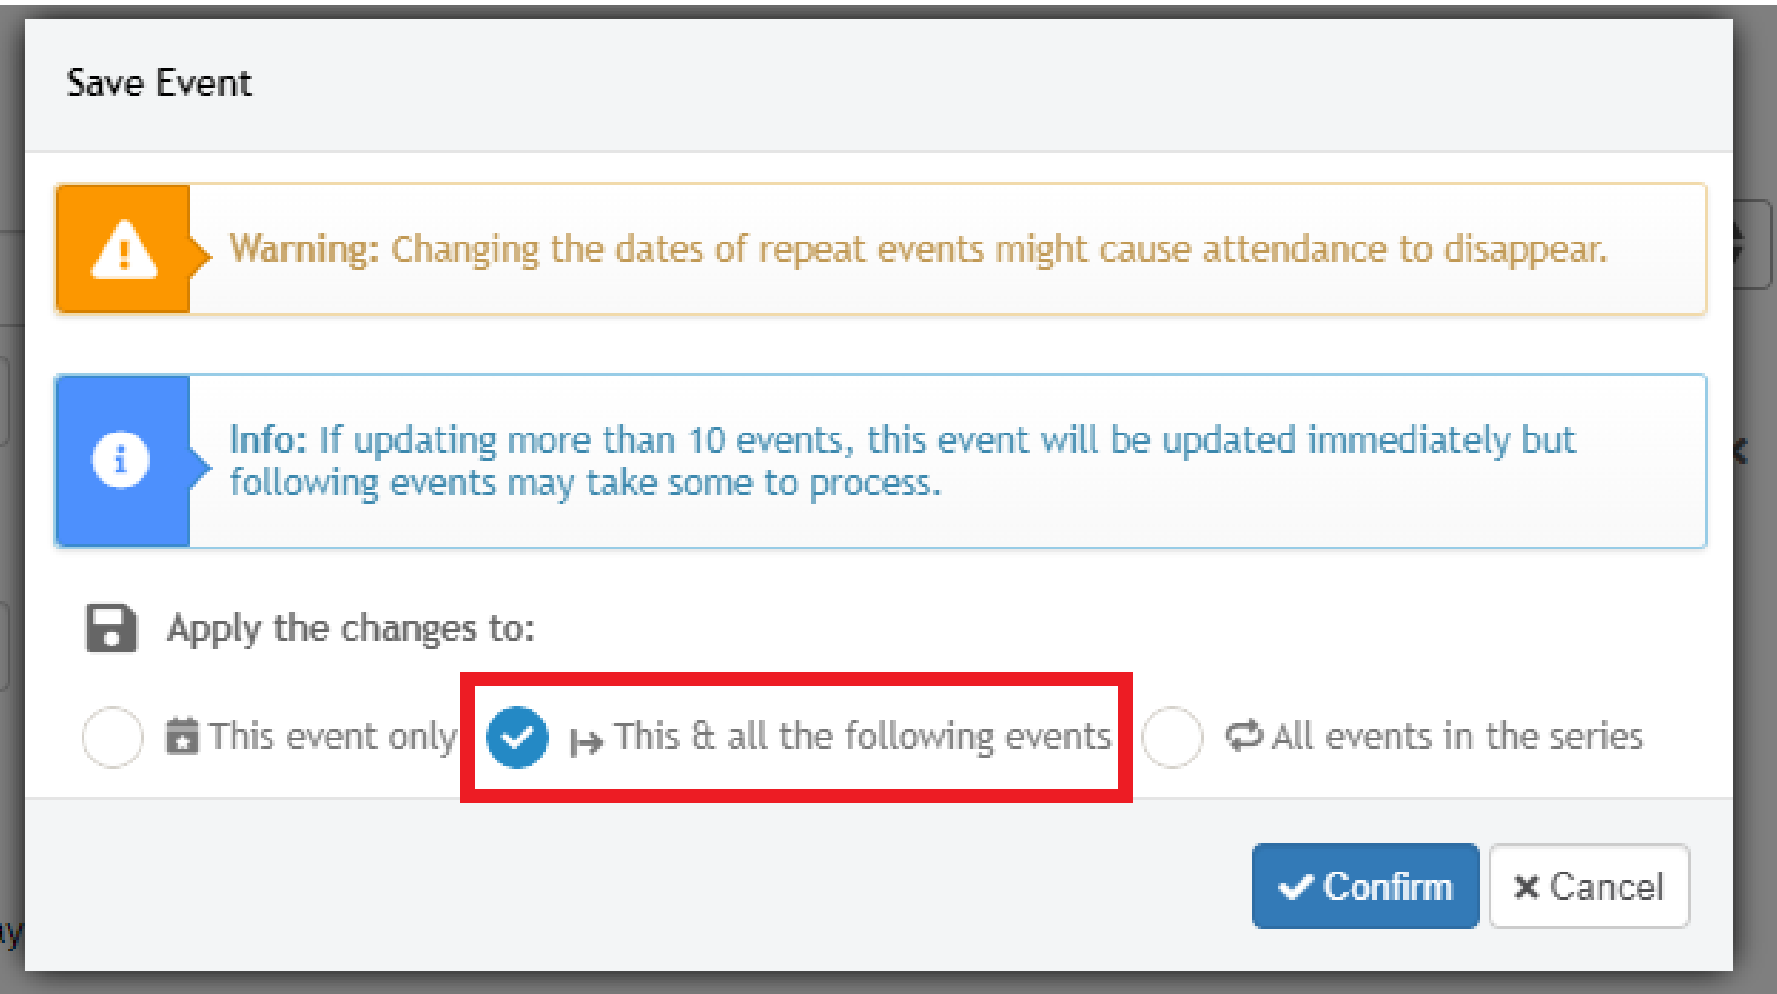 Save Event
Warning: Changing the dates of repeat events might cause attendance to disappear.
Info: If updating more than 10 events, this event will be updated immediately but
following events may take some to process.
Apply the changes to:
This event only This & all the following events All events in the series
Confirm Cancel